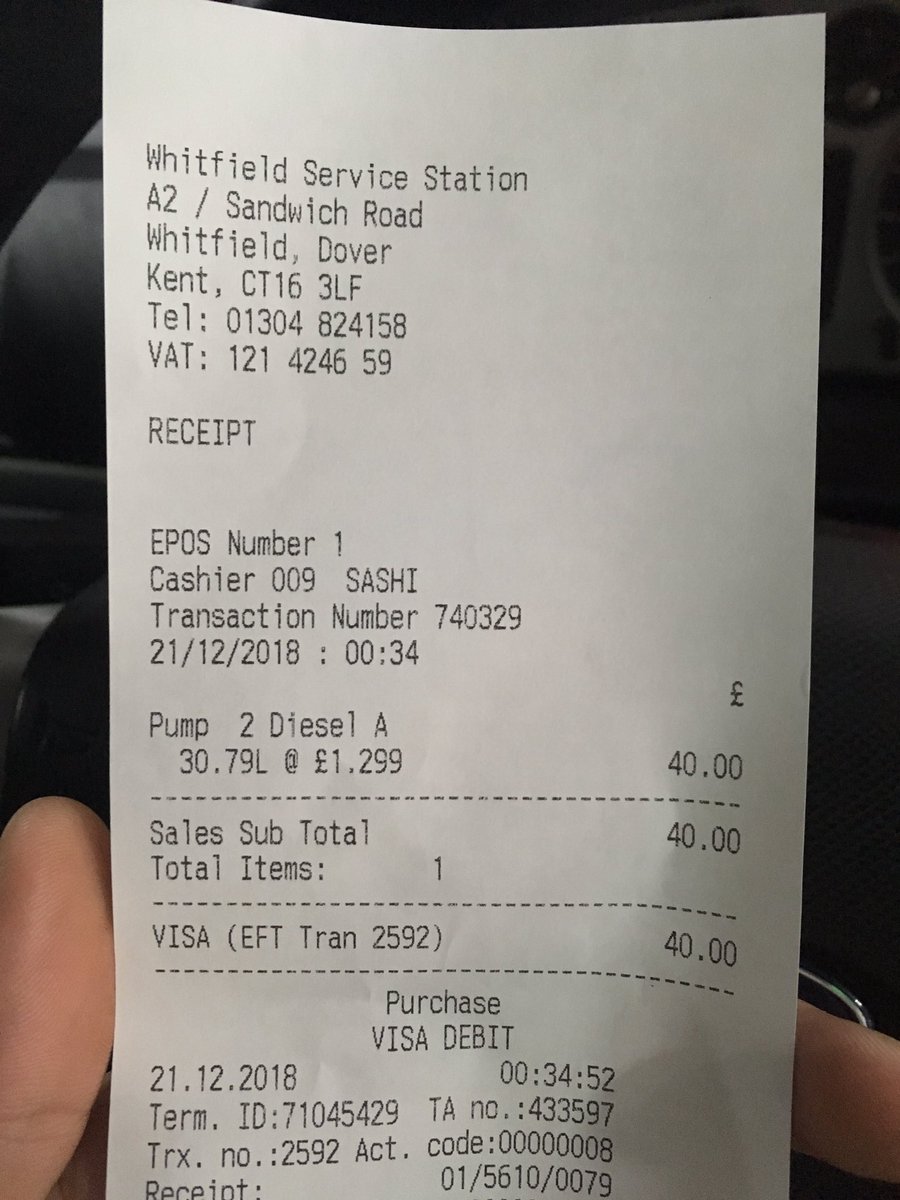 Whitfield Service Station
A2 / Sandwich Road
Whitfield, Dover
Kent, CT16 3LF
Tel: 01304 824158
VAT: 121 4246 59
RECEIPT
EPOS Number 1
Cashier 009 SASHI
Transaction Number 740329
21/12/2018 : 00:34
£
Pump 2 Diesel A
30.79L @ £1.299 40.00
Sales Sub Total 40.00
Total Items: 1
VISA (EFT Tran 2592) 40.00
Purchase
VISA DEBIT
21.12.2018 00:34:52
Term. ID:71045429 TA no.:433597
Trx. no.:2592 Act. code:00000008
Receipt: 01/5610/0079